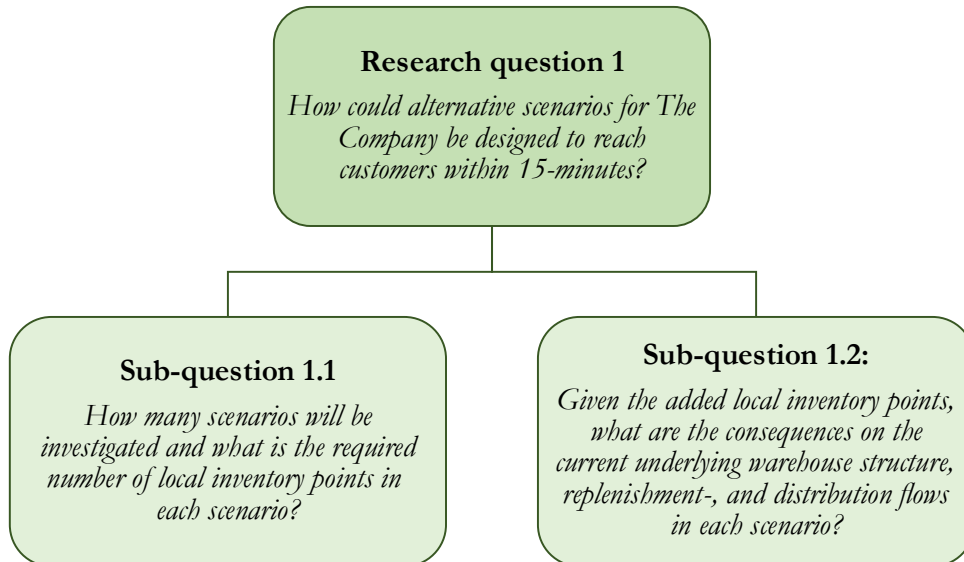 Research question 1
How could alternative scenarios for The
Company be designed to reach
customers within 15-minutes?
Sub-question 1.1
How many scenarios will be
investigated and what is the required
number of local inventory points in
each scenario?
Sub-question 1.2:
Given the added local inventory points,
what are the consequences on the
current underlying warehouse structure,
replenishment-, and distribution flows
in each scenario?